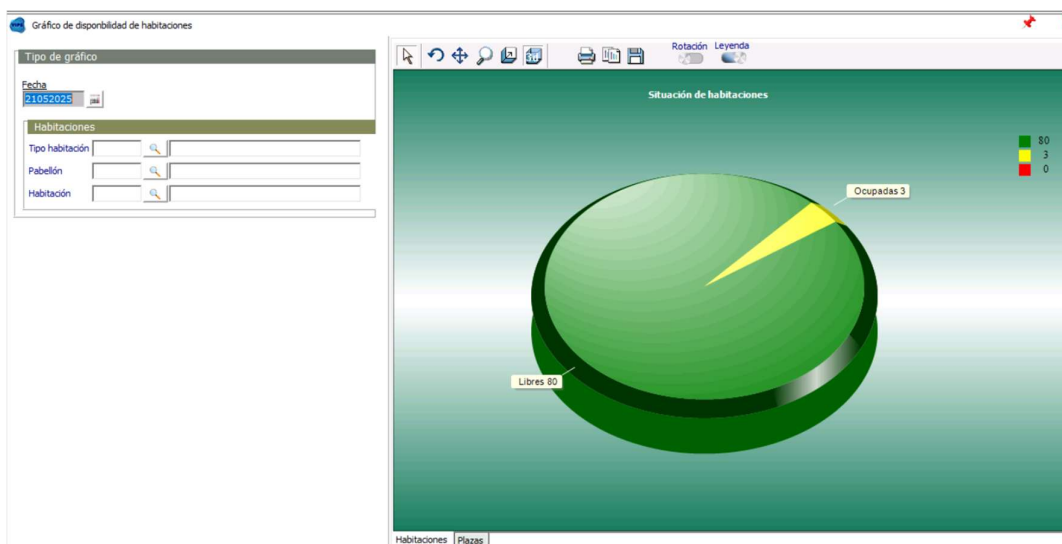 Gráfico de disponbilidad de habitaciones
Tipo de gráfico
Fecha
21052025
Habitaciones
Tipo habitación
Pabellón
Habitación
Rotación Leyenda
Situación de habitaciones
80
3
0
Ocupadas 3
Libres 80
Habitaciones Plazas